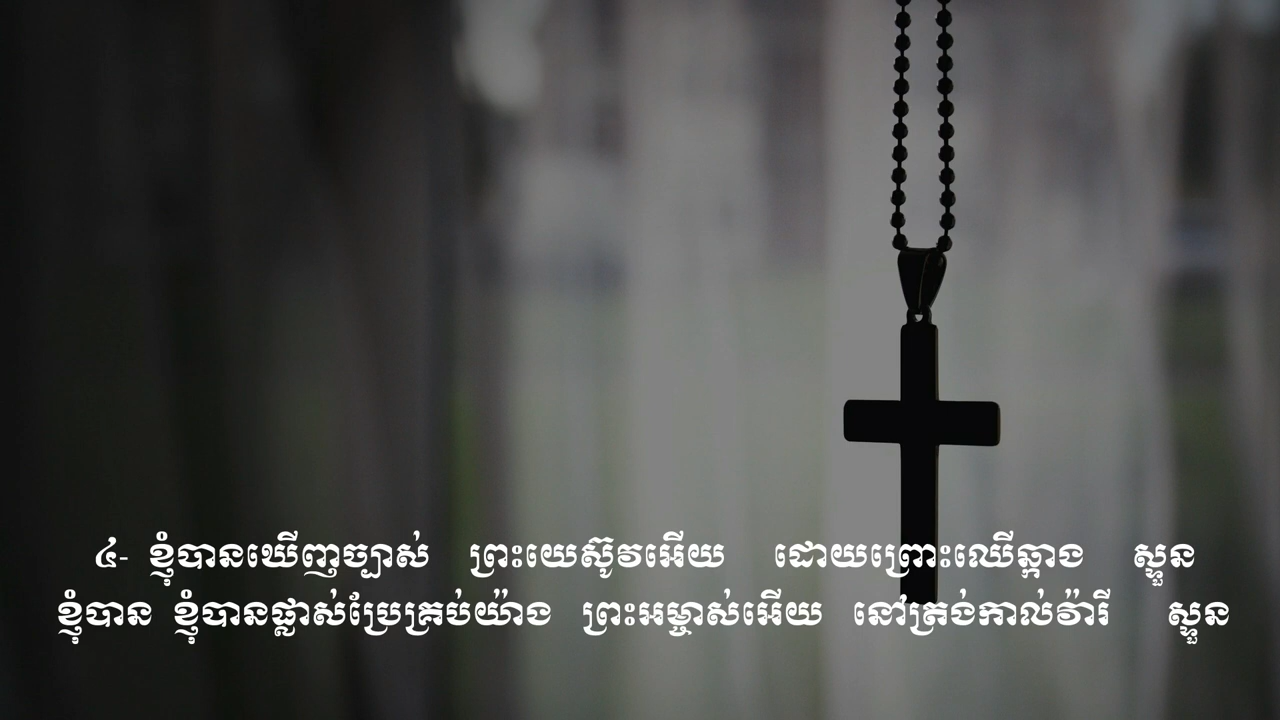 ៤- ខ្ញុំបានឃើញច្បាស់ ព្រះយេស៊ូវអើយ ដោយព្រោះឈើឆ្កាង ស្ទួន
ខ្ញុំបាន ខ្ញុំបានផ្លាស់ប្រែគ្រប់យ៉ាង ព្រះអម្ចាស់អើយ នៅត្រង់កាល់វ៉ារី ស្ទួន